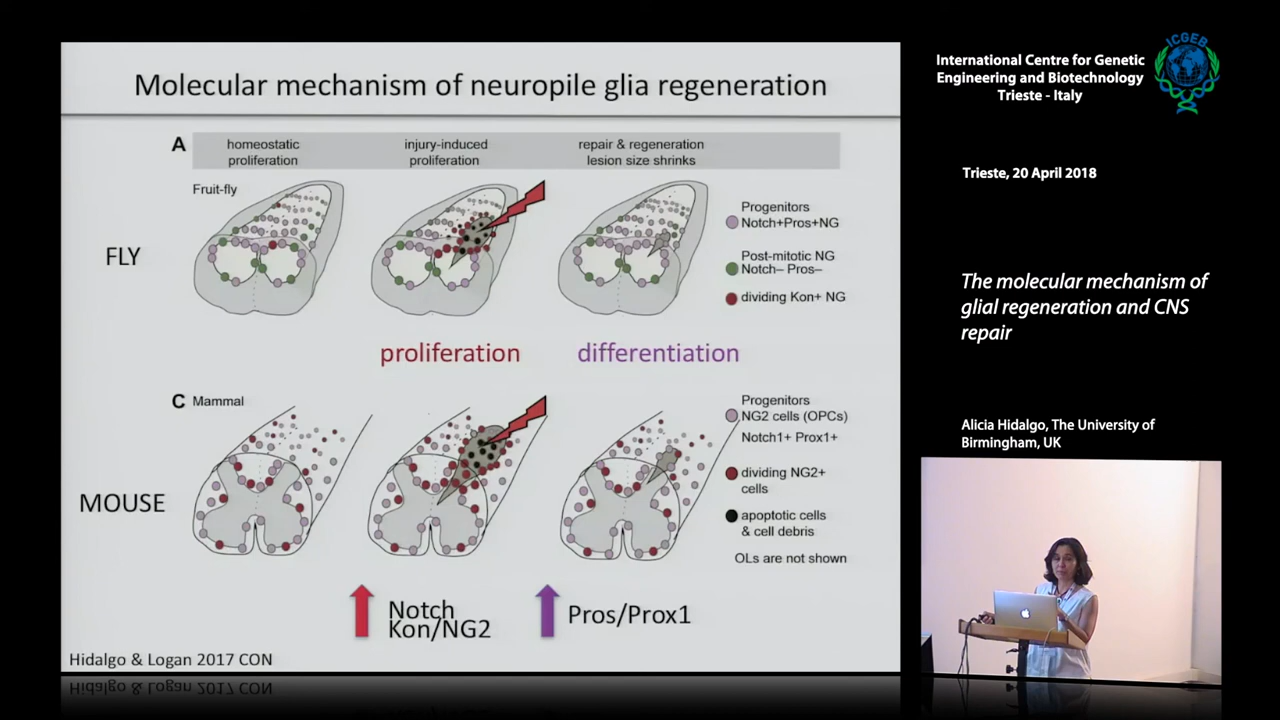 Molecular mechanism of neuropile glia regeneration
A
homeostatic
proliferation
injury-induced
proliferation
repair & regeneration
lesion size shrinks
Fruit-fly
FLY
Progenitors
Notch+Pros+NG
Post-mitotic NG
Notch– Pros–
dividing Kon+ NG
proliferation
differentiation
C Mammal
MOUSE
Progenitors
NG2 cells (OPCs)
Notch1+ Prox1+
dividing NG2+
cells
apoptotic cells
& cell debris
OLs are not shown
Notch
Kon/NG2
Pros/Prox1
Hidalgo & Logan 2017 CON
International Centre for Genetic
Engineering and Biotechnology
Trieste - Italy
ICGEB
Trieste, 20 April 2018
The molecular mechanism of
glial regeneration and CNS
repair
Alicia Hidalgo, The University of
Birmingham, UK